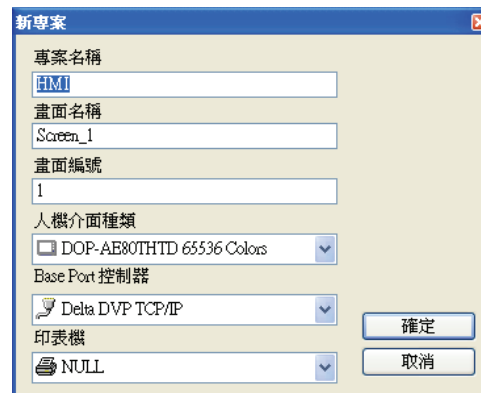 新專案
專案名稱
HMI
畫面名稱
Screen_1
畫面編號
1
人機介面種類
DOP-AE80THTD 65536 Colors
Base Port 控制器
Delta DVP TCP/IP
印表機
NULL
確定
取消